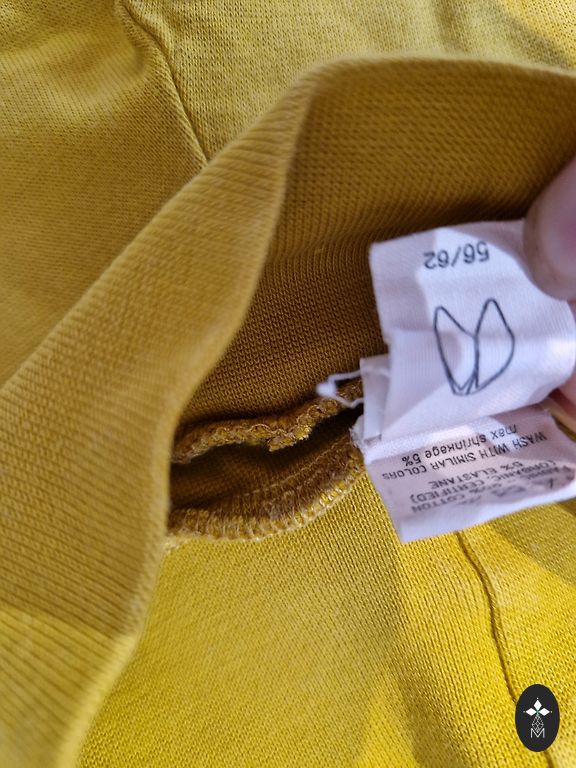 56/62
WASH WITH SIMILAR COLORS
max shrinkage 5%
COTTON
(ORGANIC, CERTIFIED)
5% ELASTANE